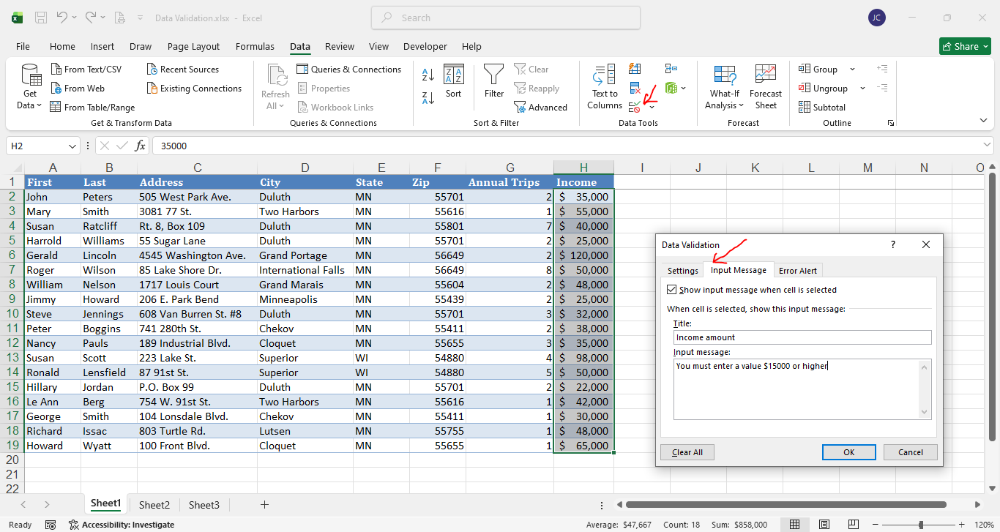 Data Validation.xlsx - Excel
Search
JC
File Home Insert Draw Page Layout Formulas Data Review View Developer Help
Share
Get Data
From Text/CSV
From Web
From Table/Range
Recent Sources
Existing Connections
Get & Transform Data
Refresh All
Queries & Connections
Properties
Workbook Links
Queries & Connections
Sort
Filter
Clear
Reapply
Advanced
Sort & Filter
Text to Columns
Data Tools
What-If Analysis
Forecast Sheet
Forecast
Group
Ungroup
Subtotal
Outline
H2
fx
35000
A B C D E F G H I J K L M N O
1 First Last Address City State Zip Annual Trips Income
2 John Peters 505 West Park Ave. Duluth MN 55701 2 $ 35,000
3 Mary Smith 3081 77 St. Two Harbors MN 55616 1 $ 55,000
4 Susan Ratcliff Rt. 8, Box 109 Duluth MN 55801 7 $ 40,000
5 Harrold Williams 55 Sugar Lane Duluth MN 55701 2 $ 25,000
6 Gerald Lincoln 4545 Washington Ave. Grand Portage MN 56649 2 $ 120,000
7 Roger Wilson 85 Lake Shore Dr. International Falls MN 56649 8 $ 50,000
8 William Nelson 1717 Louis Court Grand Marais MN 55604 2 $ 48,000
9 Jimmy Howard 206 E. Park Bend Minneapolis MN 55439 2 $ 25,000
10 Steve Jennings 608 Van Burren St. #8 Duluth MN 55701 3 $ 32,000
11 Peter Boggins 741 280th St. Chekov MN 55411 2 $ 38,000
12 Nancy Pauls 189 Industrial Blvd. Cloquet MN 55655 3 $ 35,000
13 Susan Scott 223 Lake St. Superior WI 54880 4 $ 98,000
14 Ronald Lensfield 87 91st St. Superior WI 54880 5 $ 50,000
15 Hillary Jordan P.O. Box 99 Duluth MN 55701 2 $ 22,000
16 Le Ann Berg 754 W. 91st St. Two Harbors MN 55616 1 $ 42,000
17 George Smith 104 Lonsdale Blvd. Chekov MN 55411 1 $ 30,000
18 Richard Issac 803 Turtle Rd. Lutsen MN 55755 1 $ 48,000
19 Howard Wyatt 100 Front Blvd. Cloquet MN 55655 1 $ 65,000
20
21
22
Data Validation ?
Settings Input Message Error Alert
Show input message when cell is selected
When cell is selected, show this input message:
Title:
Income amount
Input message:
You must enter a value $15000 or higher
Clear All OK Cancel
Sheet1 Sheet2 Sheet3
Ready Accessibility: Investigate Average: $47,667 Count: 18 Sum: $858,000 120%